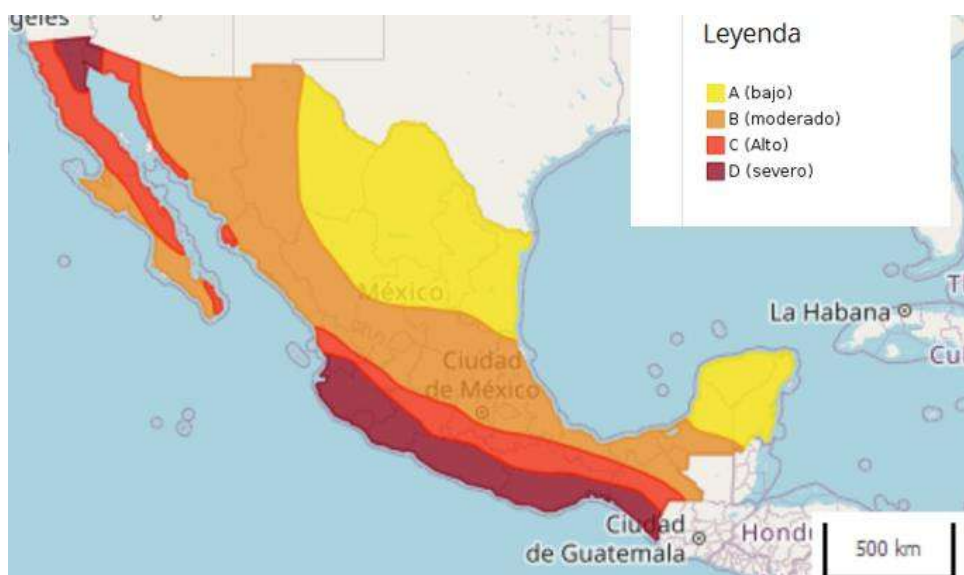 geles
Leyenda
A (bajo)
B (moderado)
C (Alto)
D (severo)
México
Ciudad
de México
La Habana
Cu
Ciudad
de Guatemala
Hondu
500 km